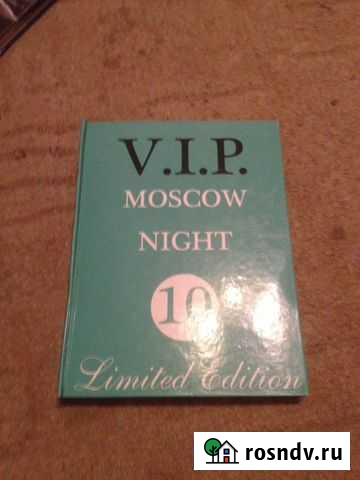 V.I.P.
MOSCOW
NIGHT
10
Limited Edition
rosndv.ru